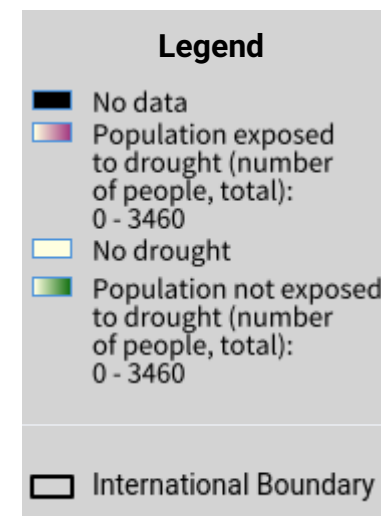 Legend
No data
Population exposed
to drought (number
of people, total):
0 - 3460
No drought
Population not exposed
to drought (number
of people, total):
0 - 3460
International Boundary